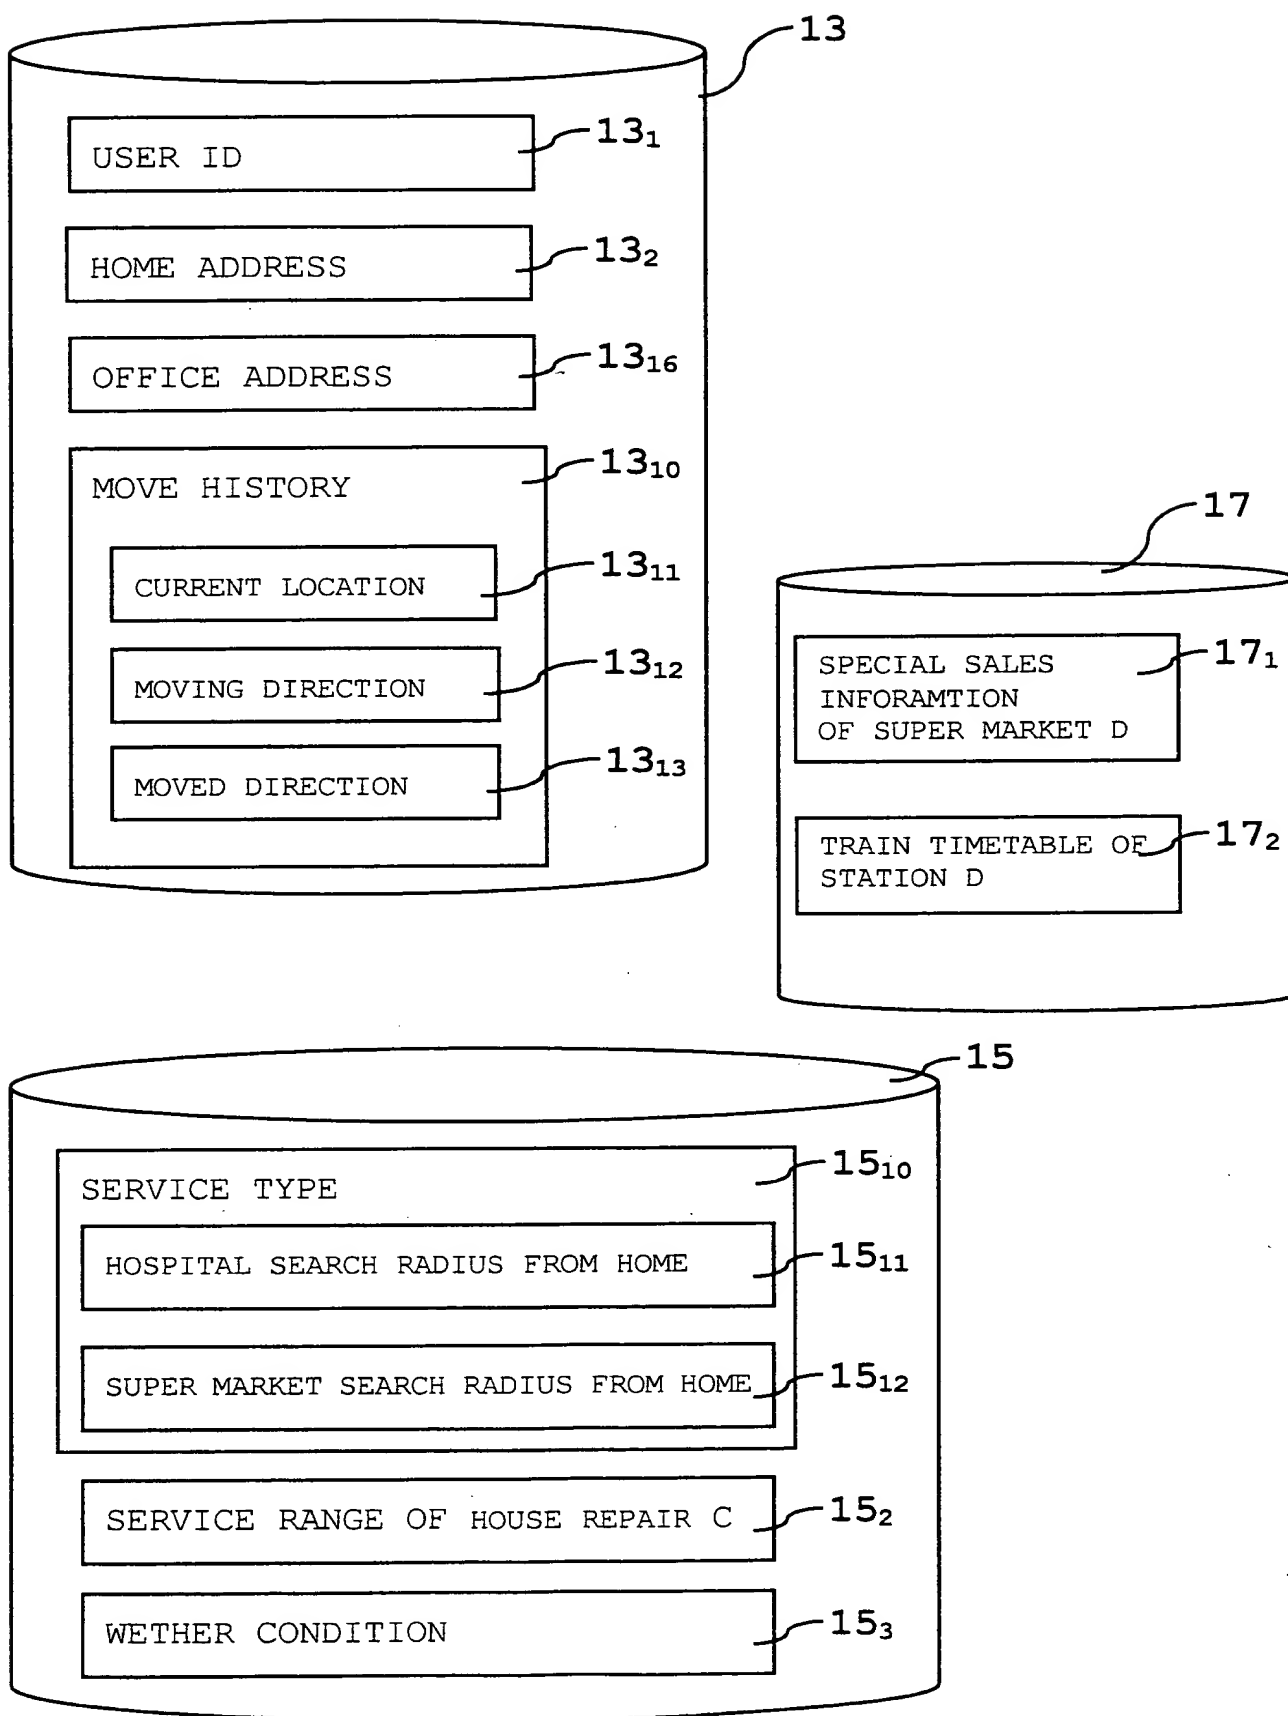 13
USER ID
13₁
HOME ADDRESS
13₂
OFFICE ADDRESS
13₁₆
MOVE HISTORY
13₁₀
CURRENT LOCATION
13₁₁
MOVING DIRECTION
13₁₂
MOVED DIRECTION
13₁₃
17
SPECIAL SALES
INFORAMTION
OF SUPER MARKET D
17₁
TRAIN TIMETABLE OF
STATION D
17₂
15
SERVICE TYPE
15₁₀
HOSPITAL SEARCH RADIUS FROM HOME
15₁₁
SUPER MARKET SEARCH RADIUS FROM HOME
15₁₂
SERVICE RANGE OF HOUSE REPAIR C
15₂
WETHER CONDITION
15₃